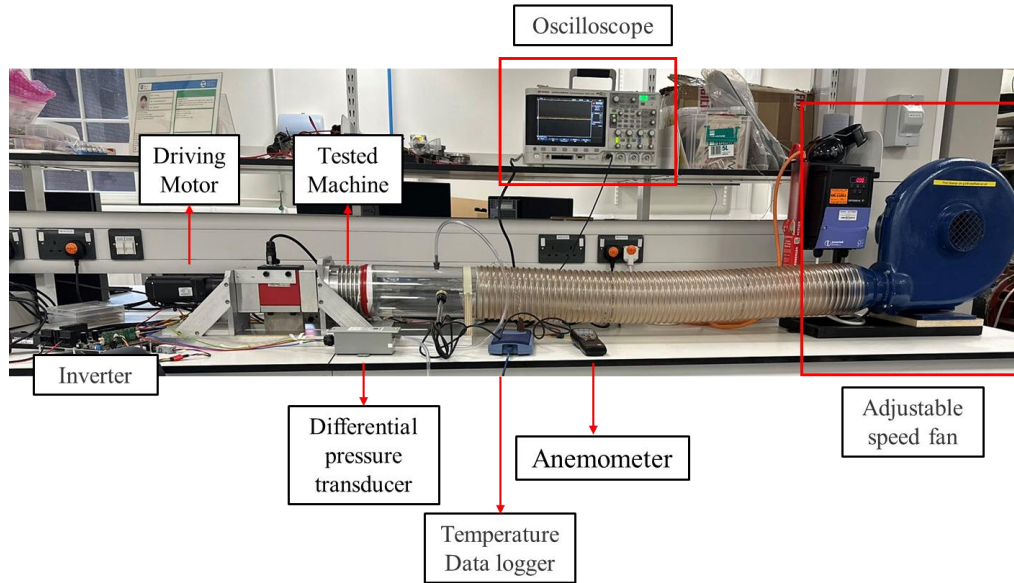 Oscilloscope
Driving
Motor
Tested
Machine
Inverter
Differential
pressure
transducer
Anemometer
Temperature
Data logger
Adjustable
speed fan